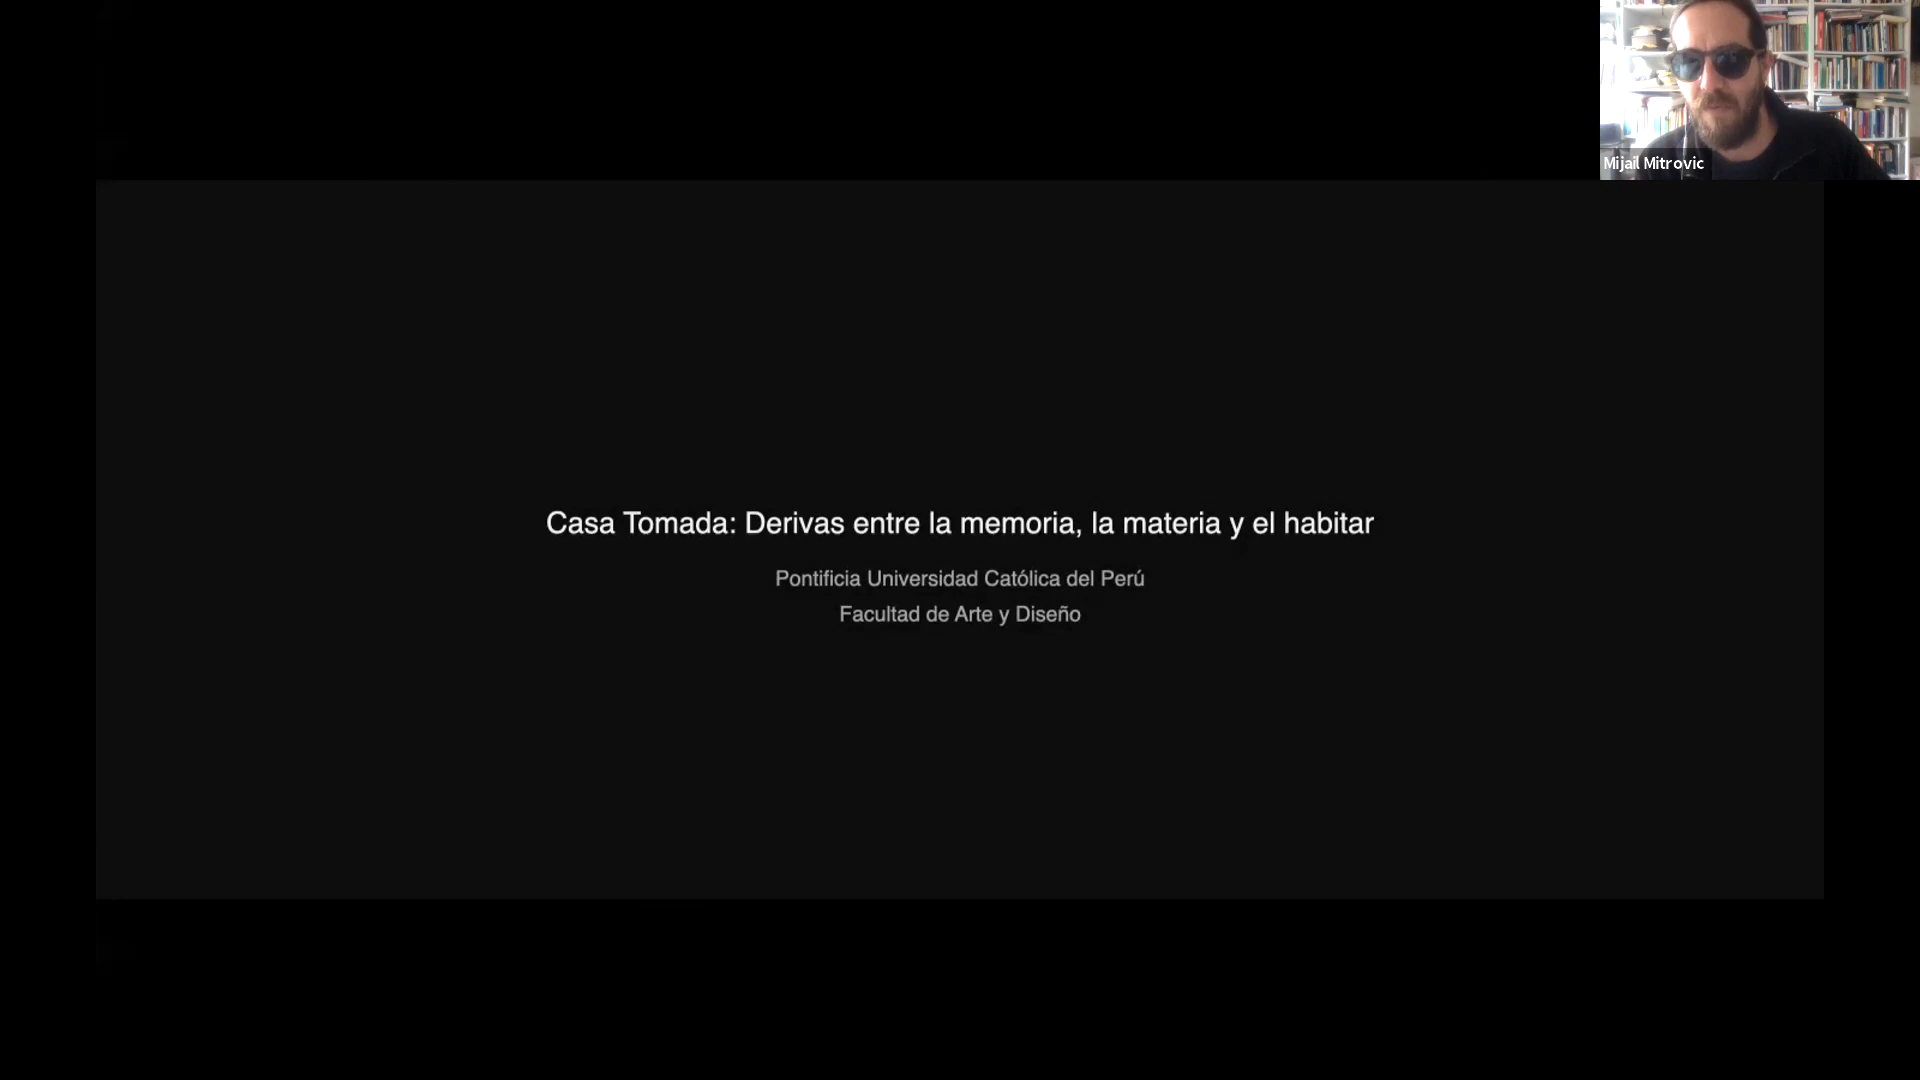 Mijail Mitrovic
Casa Tomada: Derivas entre la memoria, la materia y el habitar
Pontificia Universidad Católica del Perú
Facultad de Arte y Diseño